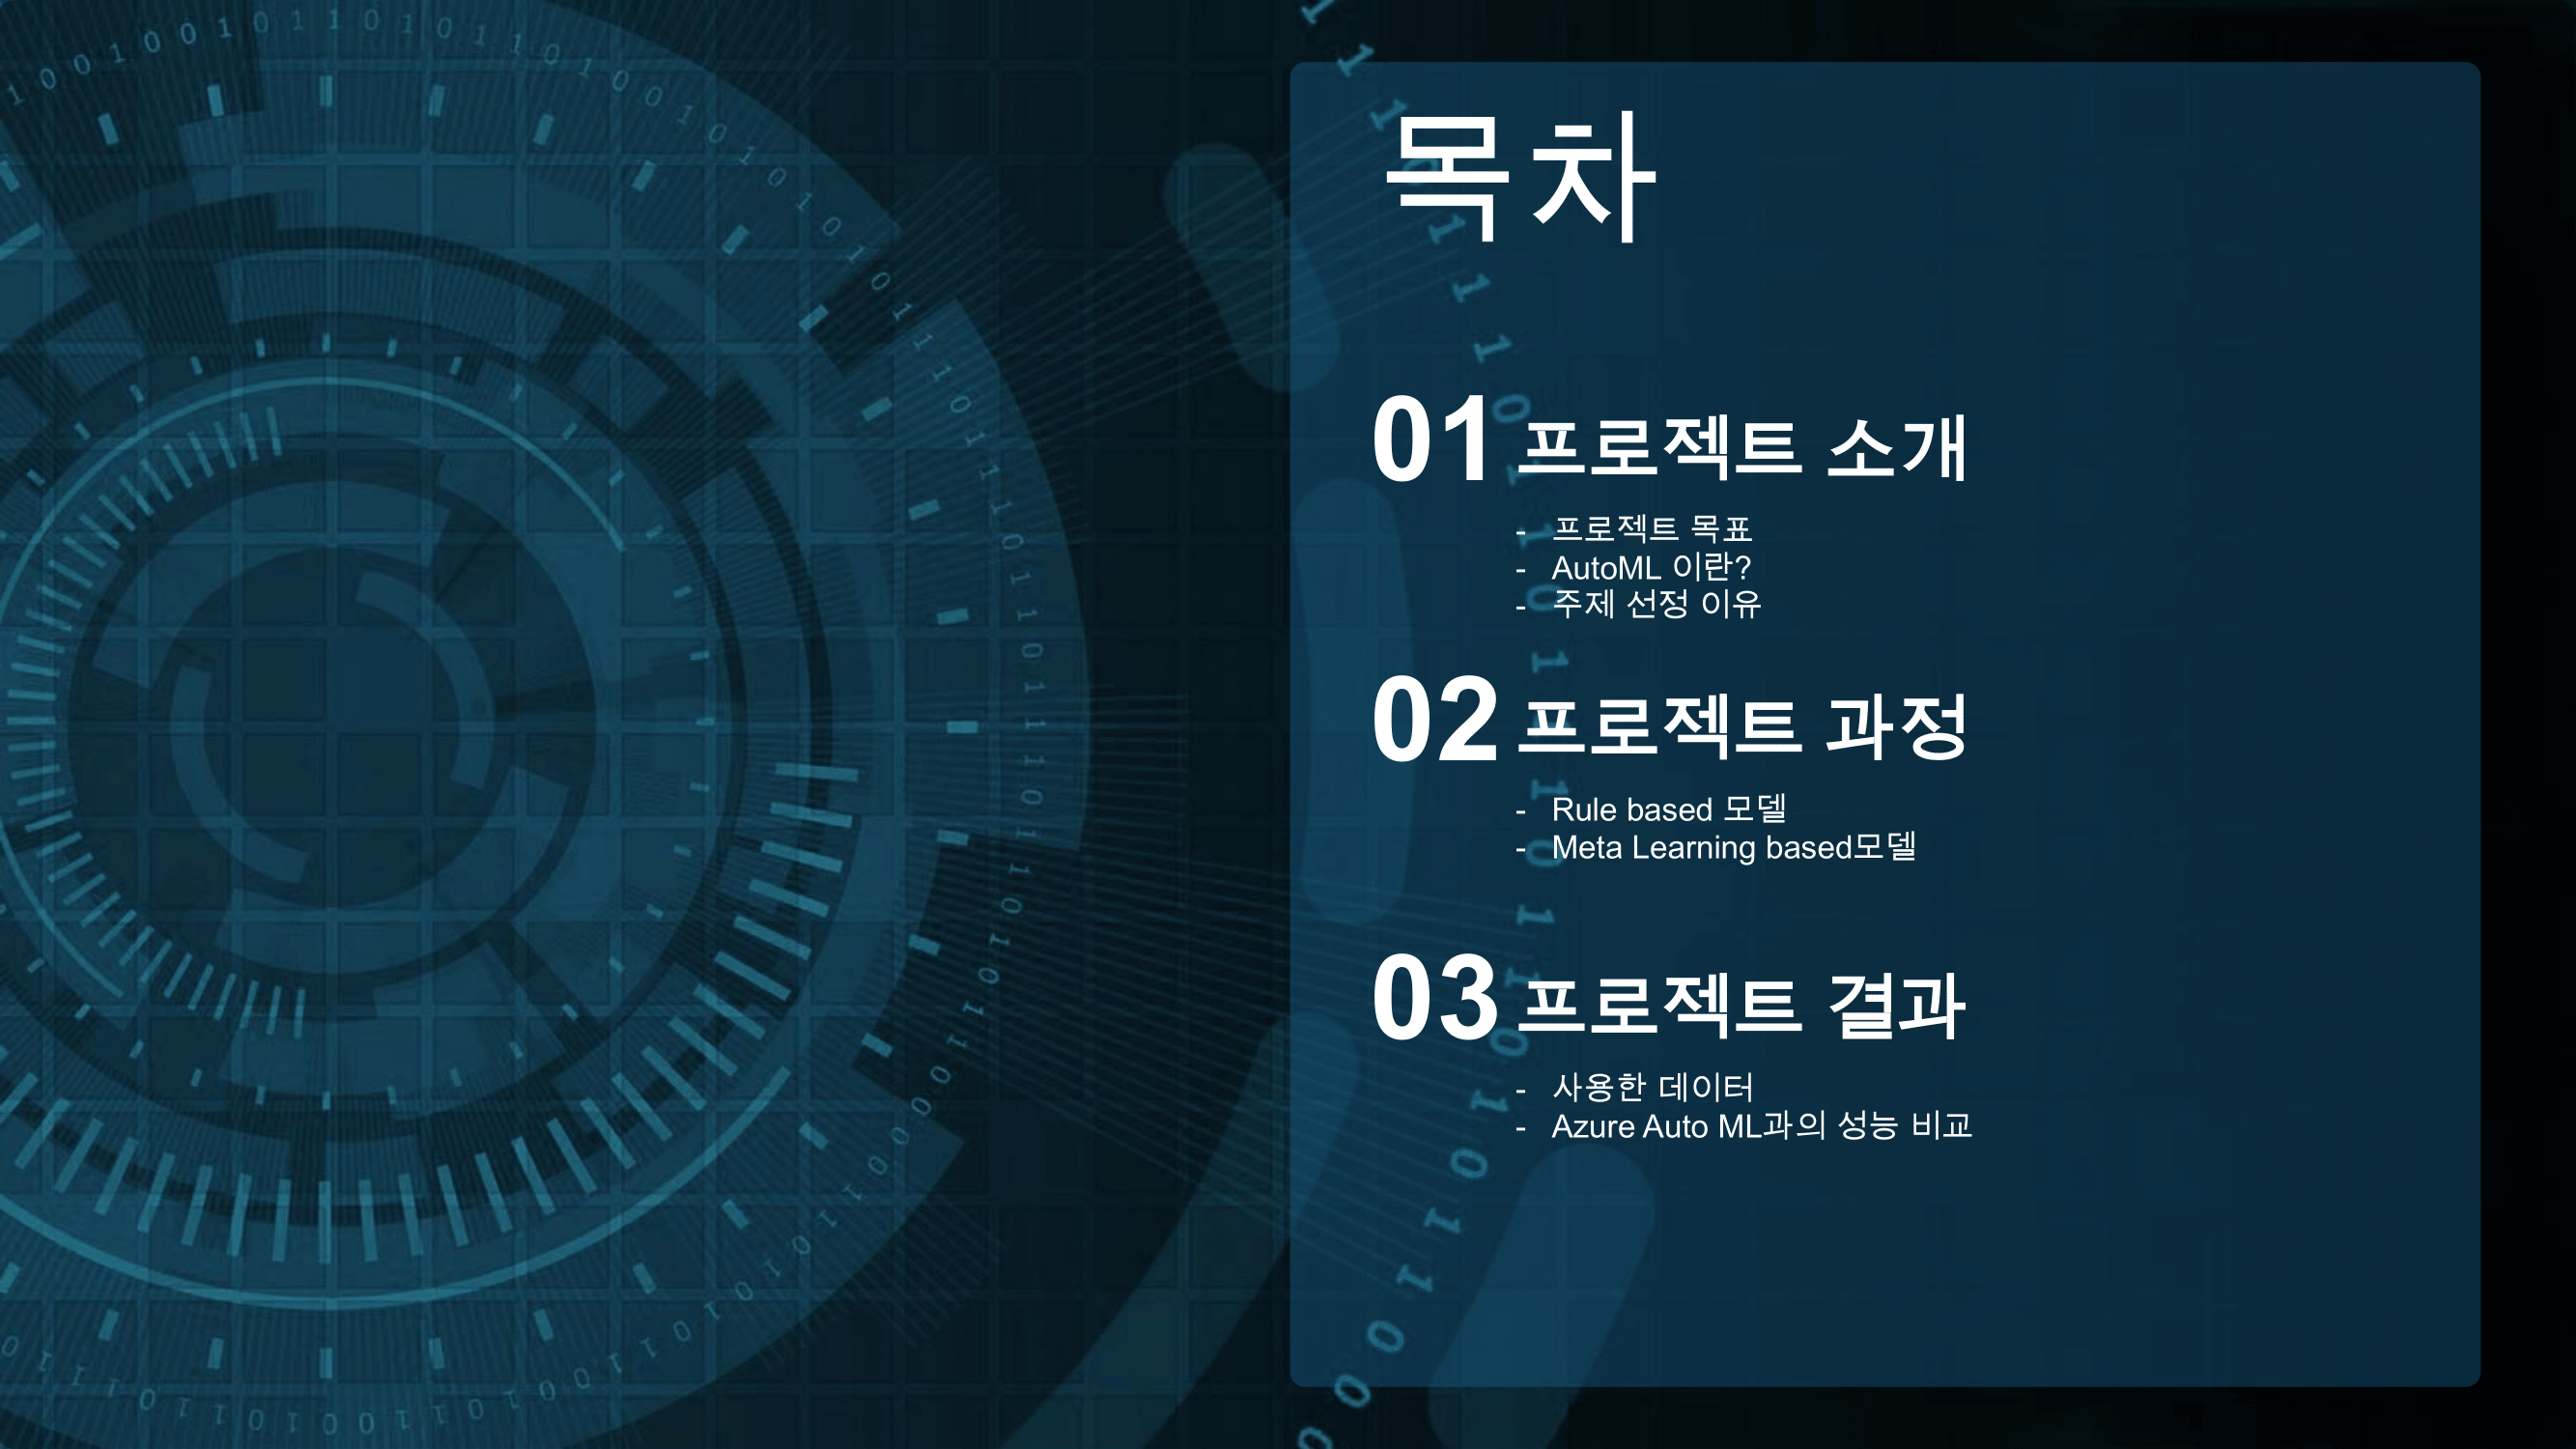 목차
01 프로젝트 소개
- 프로젝트 목표
- AutoML 이란?
- 주제 선정 이유
02 프로젝트 과정
- Rule based 모델
- Meta Learning based모델
03 프로젝트 결과
- 사용한 데이터
- Azure Auto ML과의 성능 비교